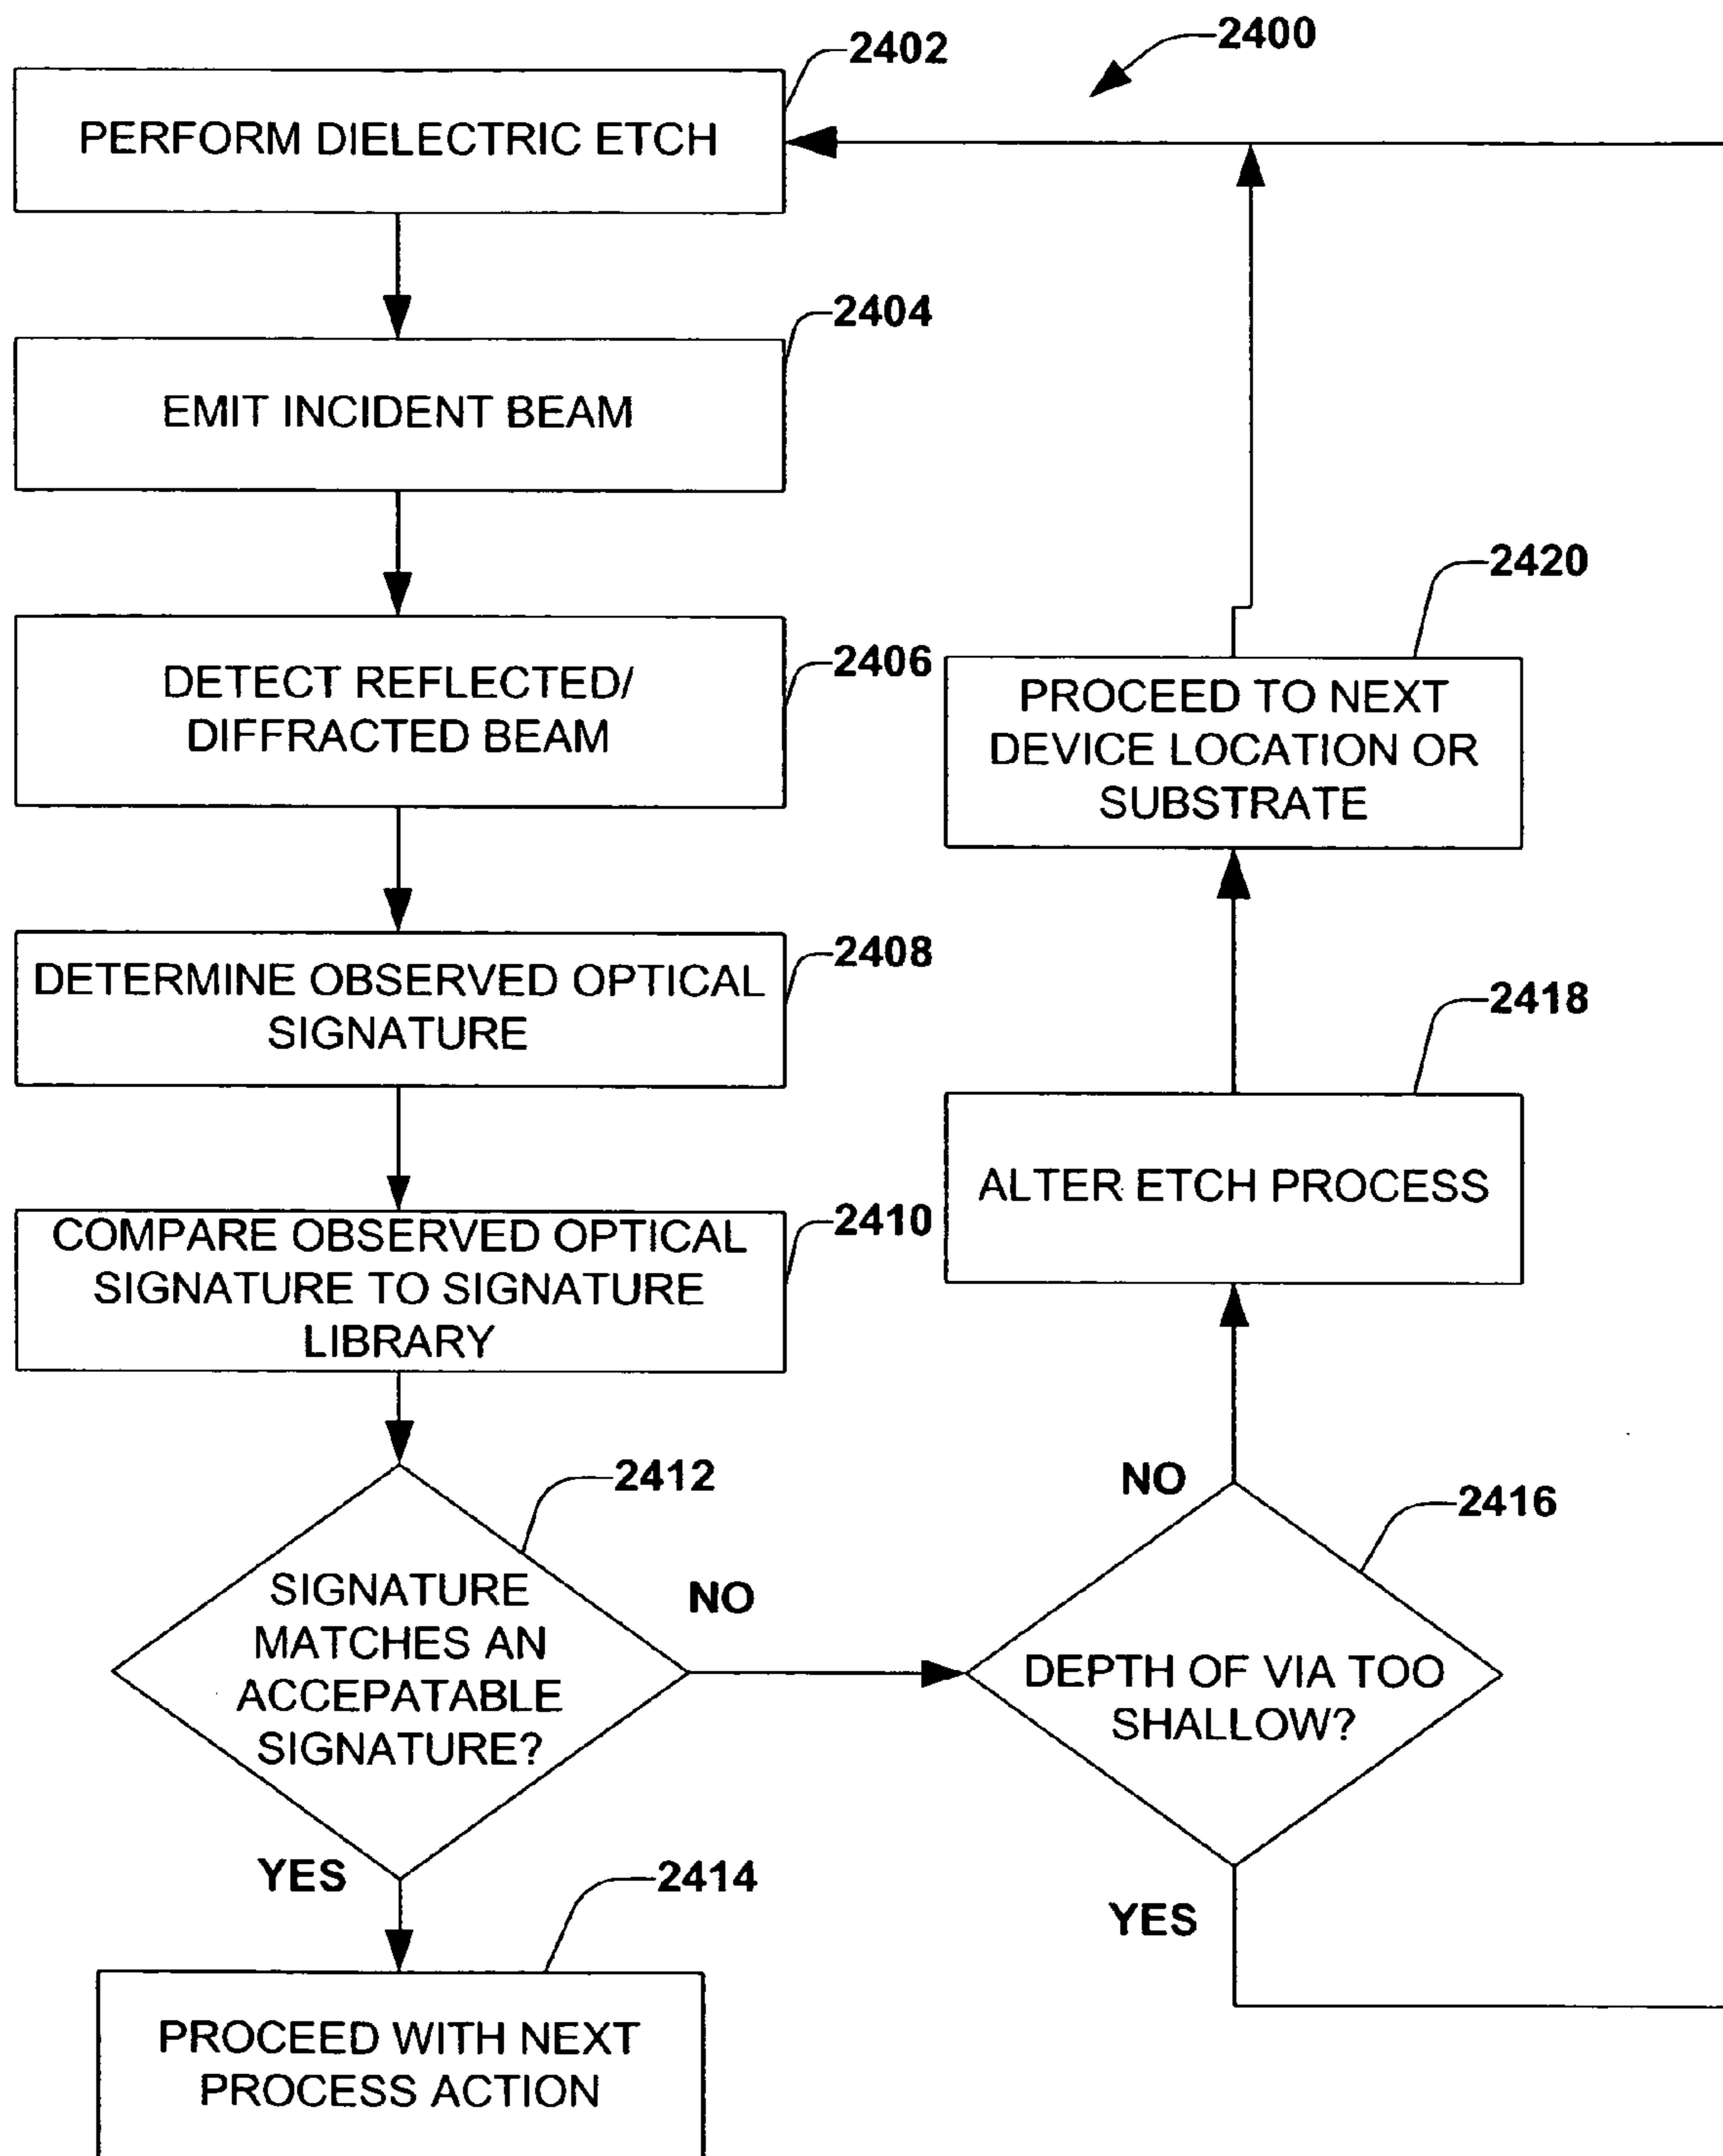 2400
2402
PERFORM DIELECTRIC ETCH
2404
EMIT INCIDENT BEAM
2406
DETECT REFLECTED/
DIFFRACTED BEAM
2408
DETERMINE OBSERVED OPTICAL
SIGNATURE
2410
COMPARE OBSERVED OPTICAL
SIGNATURE TO SIGNATURE
LIBRARY
2412
SIGNATURE
MATCHES AN
ACCEPATABLE
SIGNATURE?
NO
YES
2414
PROCEED WITH NEXT
PROCESS ACTION
2416
DEPTH OF VIA TOO
SHALLOW?
NO
YES
2418
ALTER ETCH PROCESS
2420
PROCEED TO NEXT
DEVICE LOCATION OR
SUBSTRATE